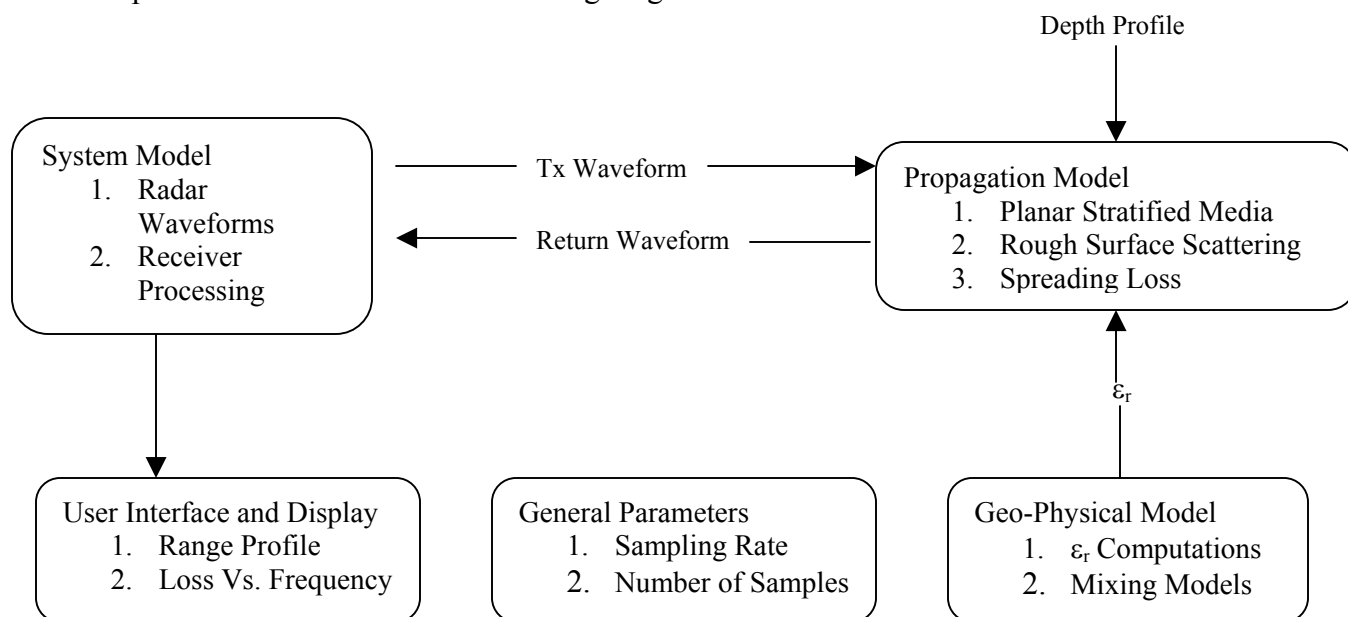 Depth Profile
System Model
1. Radar
Waveforms
2. Receiver
Processing
Tx Waveform
Return Waveform
Propagation Model
1. Planar Stratified Media
2. Rough Surface Scattering
3. Spreading Loss
εr
User Interface and Display
1. Range Profile
2. Loss Vs. Frequency
General Parameters
1. Sampling Rate
2. Number of Samples
Geo-Physical Model
1. εr Computations
2. Mixing Models